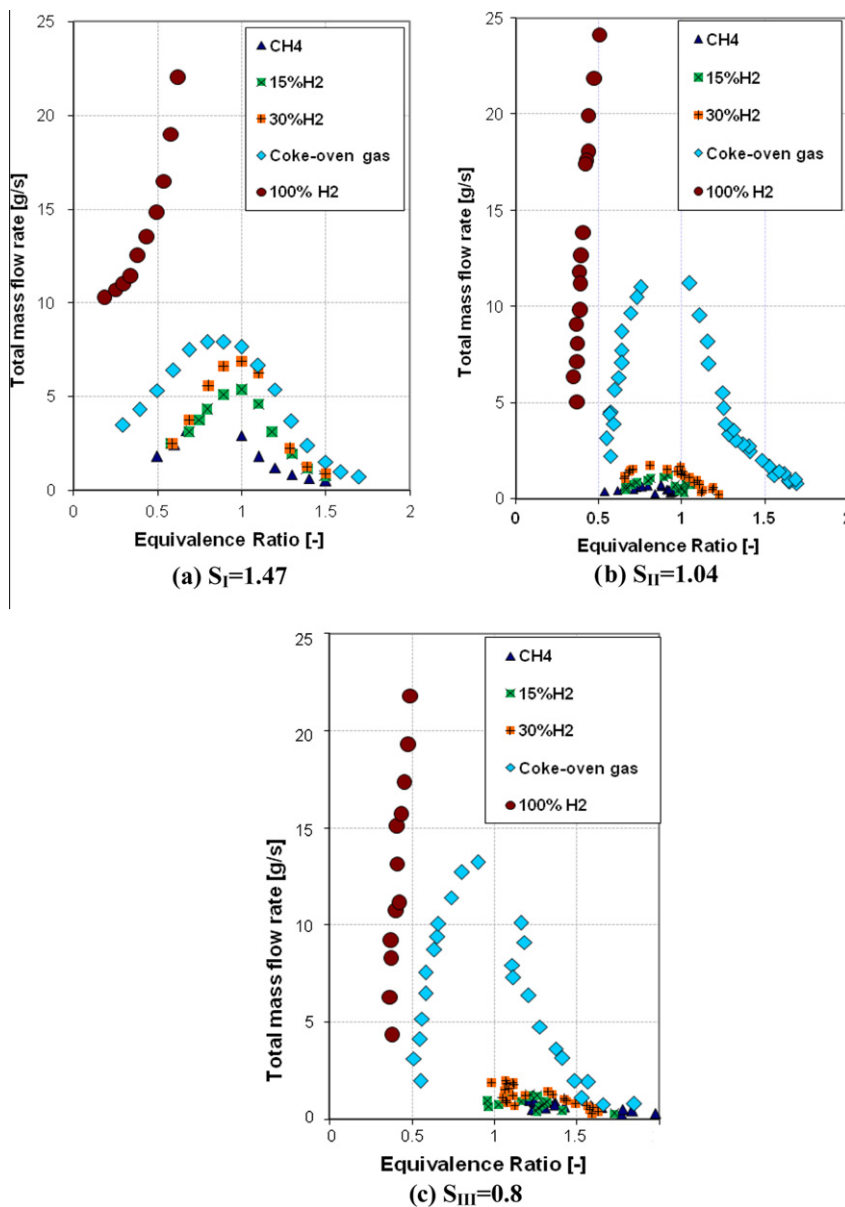 25
20
15
10
5
0
0
0.5
1
1.5
2
Total mass flow rate [g/s]
Equivalence Ratio [-]
CH4
15%H2
30%H2
Coke-oven gas
100% H2
(a) S_I=1.47
25
20
15
10
5
0
0
0.5
1
1.5
2
Total mass flow rate [g/s]
Equivalence Ratio [-]
CH4
15%H2
30%H2
Coke-oven gas
100% H2
(b) S_II=1.04
25
20
15
10
5
0
0
0.5
1
1.5
Total mass flow rate [g/s]
Equivalence Ratio [-]
CH4
15%H2
30%H2
Coke-oven gas
100% H2
(c) S_III=0.8